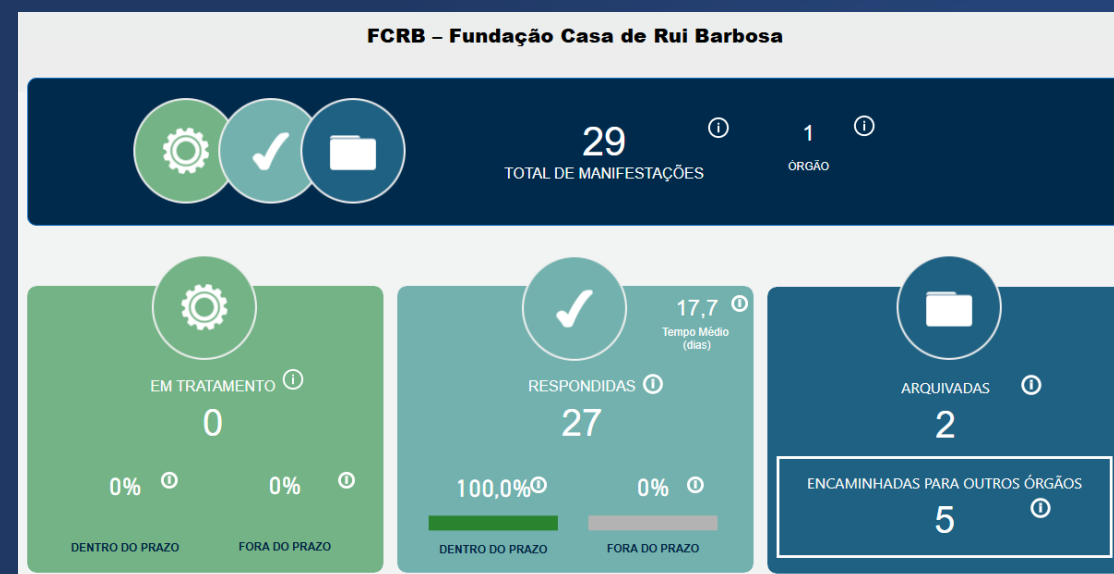 FCRB – Fundação Casa de Rui Barbosa
29
TOTAL DE MANIFESTAÇÕES
1
ÓRGÃO
EM TRATAMENTO
0
0%
0%
DENTRO DO PRAZO
FORA DO PRAZO
17,7
Tempo Médio
(dias)
RESPONDIDAS
27
100,0%
0%
DENTRO DO PRAZO
FORA DO PRAZO
ARQUIVADAS
2
ENCAMINHADAS PARA OUTROS ÓRGÃOS
5